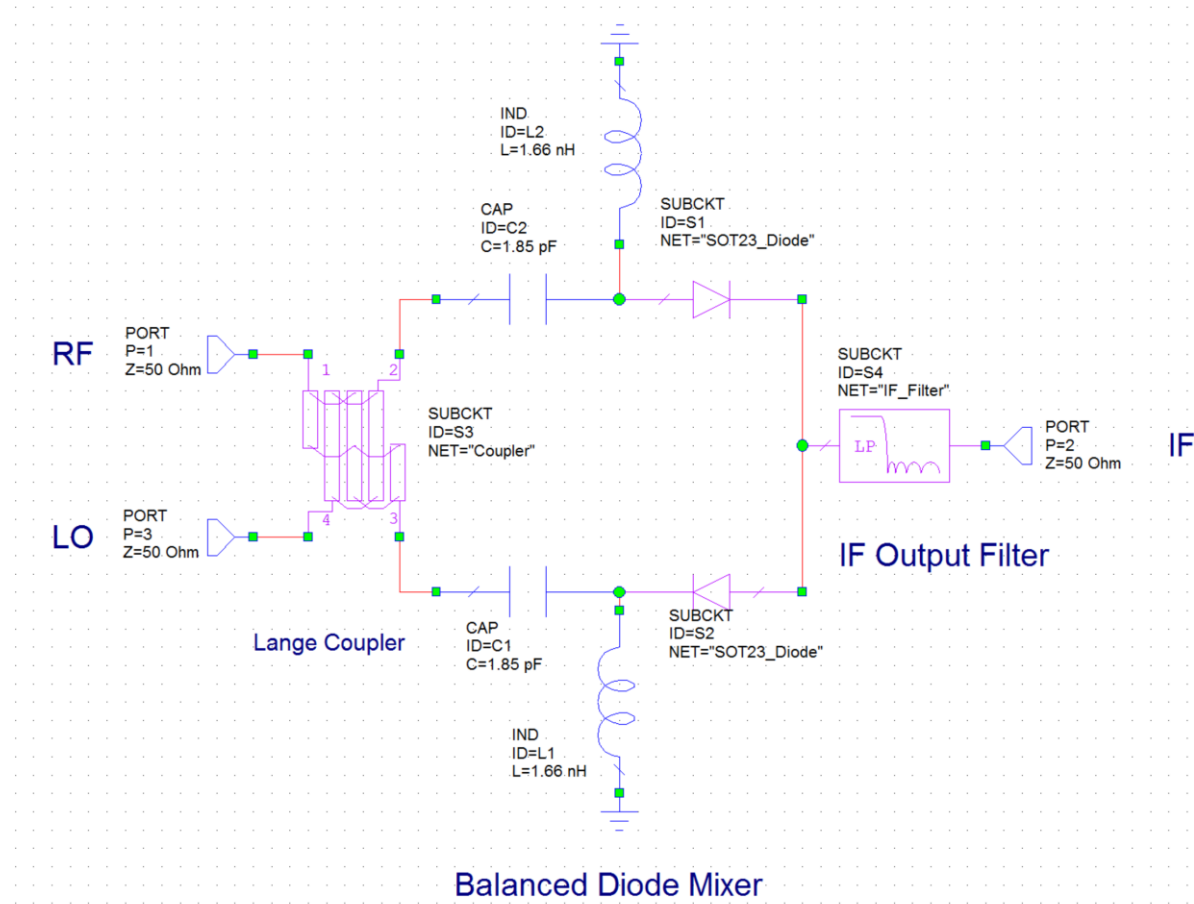 IND
ID=L2
L=1.66 nH
CAP
ID=C2
C=1.85 pF
SUBCKT
ID=S1
NET="SOT23_Diode"
RF
PORT
P=1
Z=50 Ohm
1
2
SUBCKT
ID=S3
NET="Coupler"
SUBCKT
ID=S4
NET="IF_Filter"
LP
PORT
P=2
Z=50 Ohm
IF
LO
PORT
P=3
Z=50 Ohm
4
3
IF Output Filter
Lange Coupler
CAP
ID=C1
C=1.85 pF
SUBCKT
ID=S2
NET="SOT23_Diode"
IND
ID=L1
L=1.66 nH
Balanced Diode Mixer